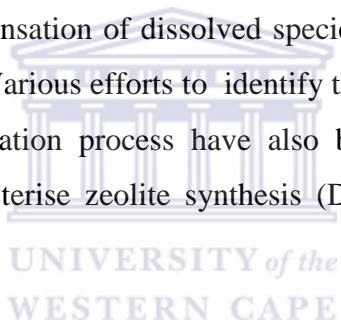 nsation of dissolved specie
Various efforts to identify t
ation process have also b
terise zeolite synthesis (D
UNIVERSITY of the
WESTERN CAPE